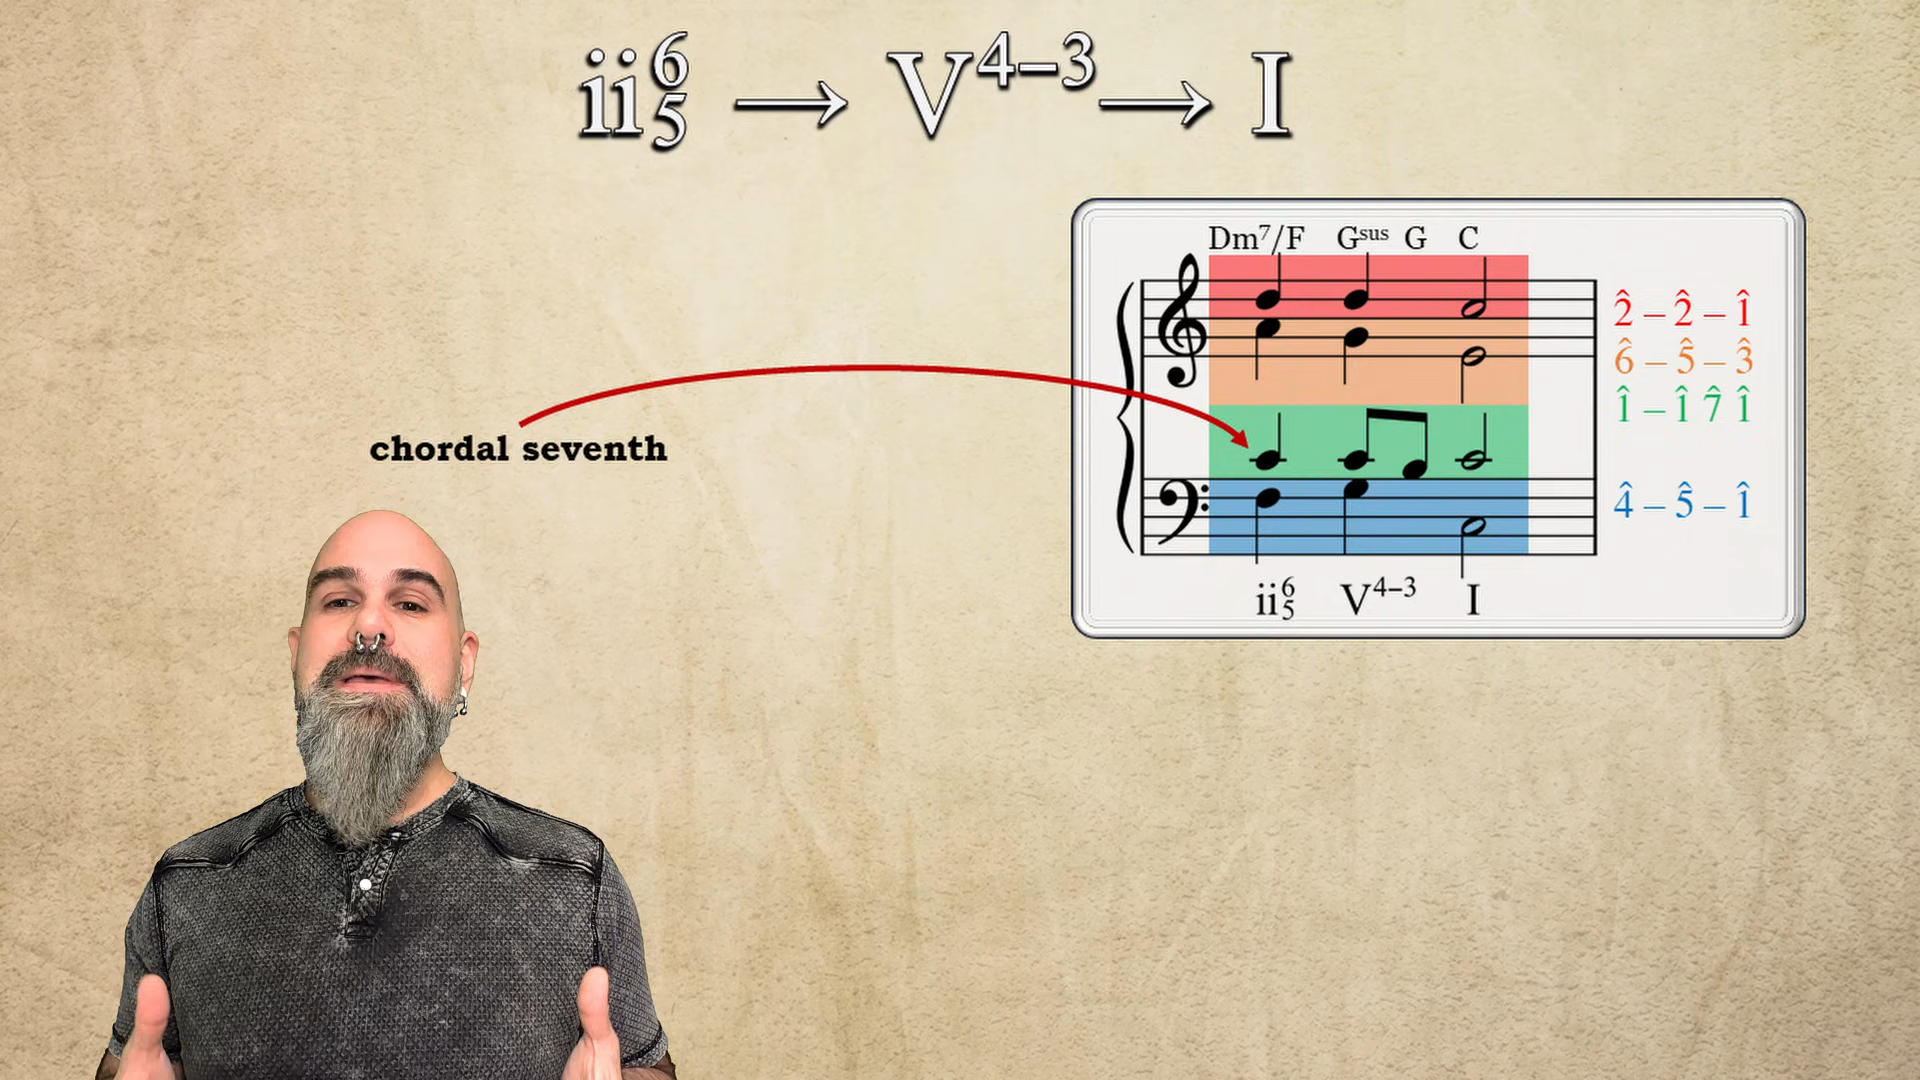 ii6/5 → V4–3 → I
Dm7/F Gsus G C
2̂ – 2̂ – 1̂
6̂ – 5̂ – 3̂
1̂ – 1̂ 7̂ 1̂
chordal seventh
4̂ – 5̂ – 1̂
ii6/5 V4–3 I